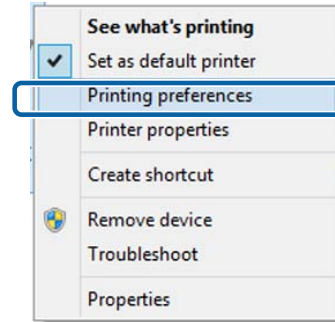 See what's printing
Set as default printer
Printing preferences
Printer properties
Create shortcut
Remove device
Troubleshoot
Properties